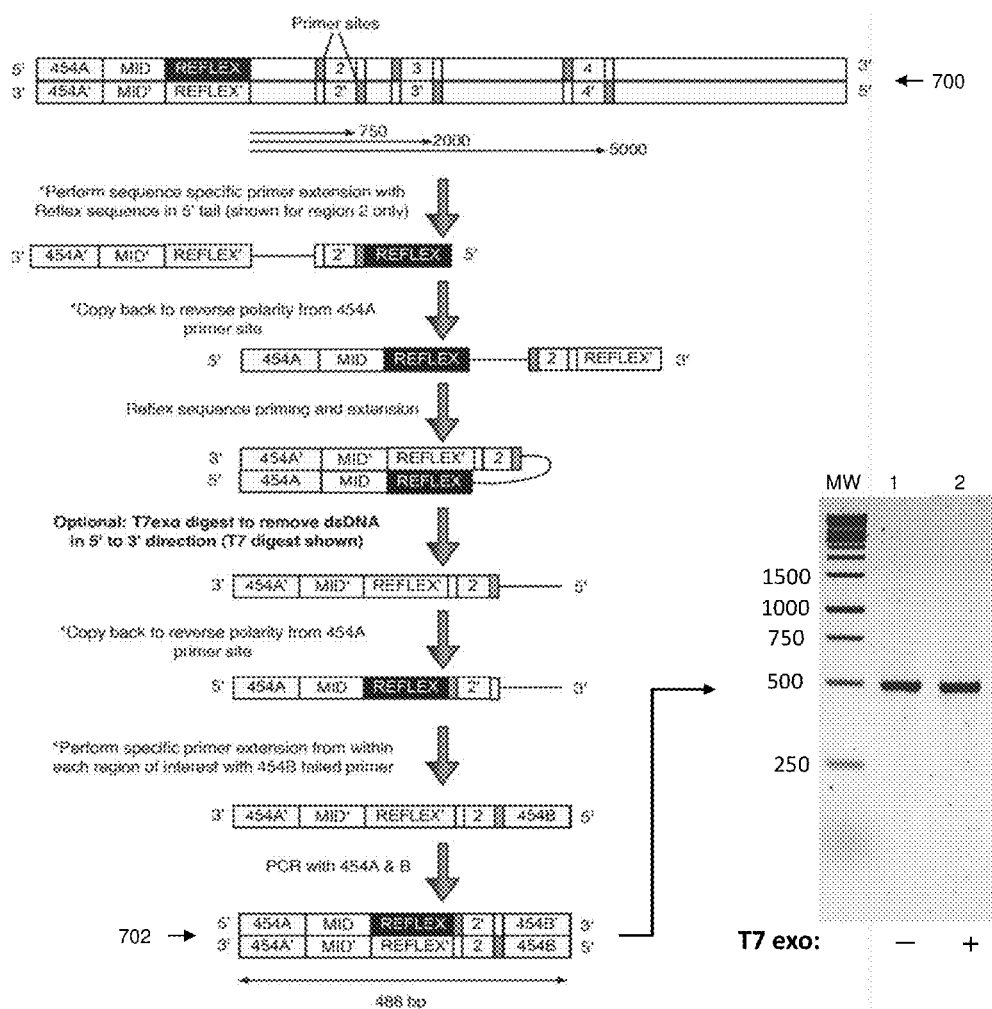 Primer sites
5' 454A MID REFLEX 2 3 4 3'
3' 454A' MID' REFLEX' 2' 3' 4' 5'
700
750
2000
5000
*Perform sequence specific primer extension with
Reflex sequence in 5' tail (shown for region 2 only)
3' 454A' MID' REFLEX' 2' REFLEX 5'
*Copy back to reverse polarity from 454A
primer site
5' 454A MID REFLEX 2 REFLEX' 3'
Reflex sequence priming and extension
3' 454A' MID' REFLEX' 2
5' 454A MID REFLEX
Optional: T7exo digest to remove dsDNA
in 5' to 3' direction (T7 digest shown)
3' 454A' MID' REFLEX' 2 5'
*Copy back to reverse polarity from 454A
primer site
5' 454A MID REFLEX 2' 3'
*Perform specific primer extension from within
each region of interest with 454B tailed primer
3' 454A' MID' REFLEX' 2 454B 5'
PCR with 454A & B
702
5' 454A MID REFLEX 2' 454B' 3'
3' 454A' MID' REFLEX' 2 454B 5'
486 bp
MW 1 2
1500
1000
750
500
250
T7 exo: – +